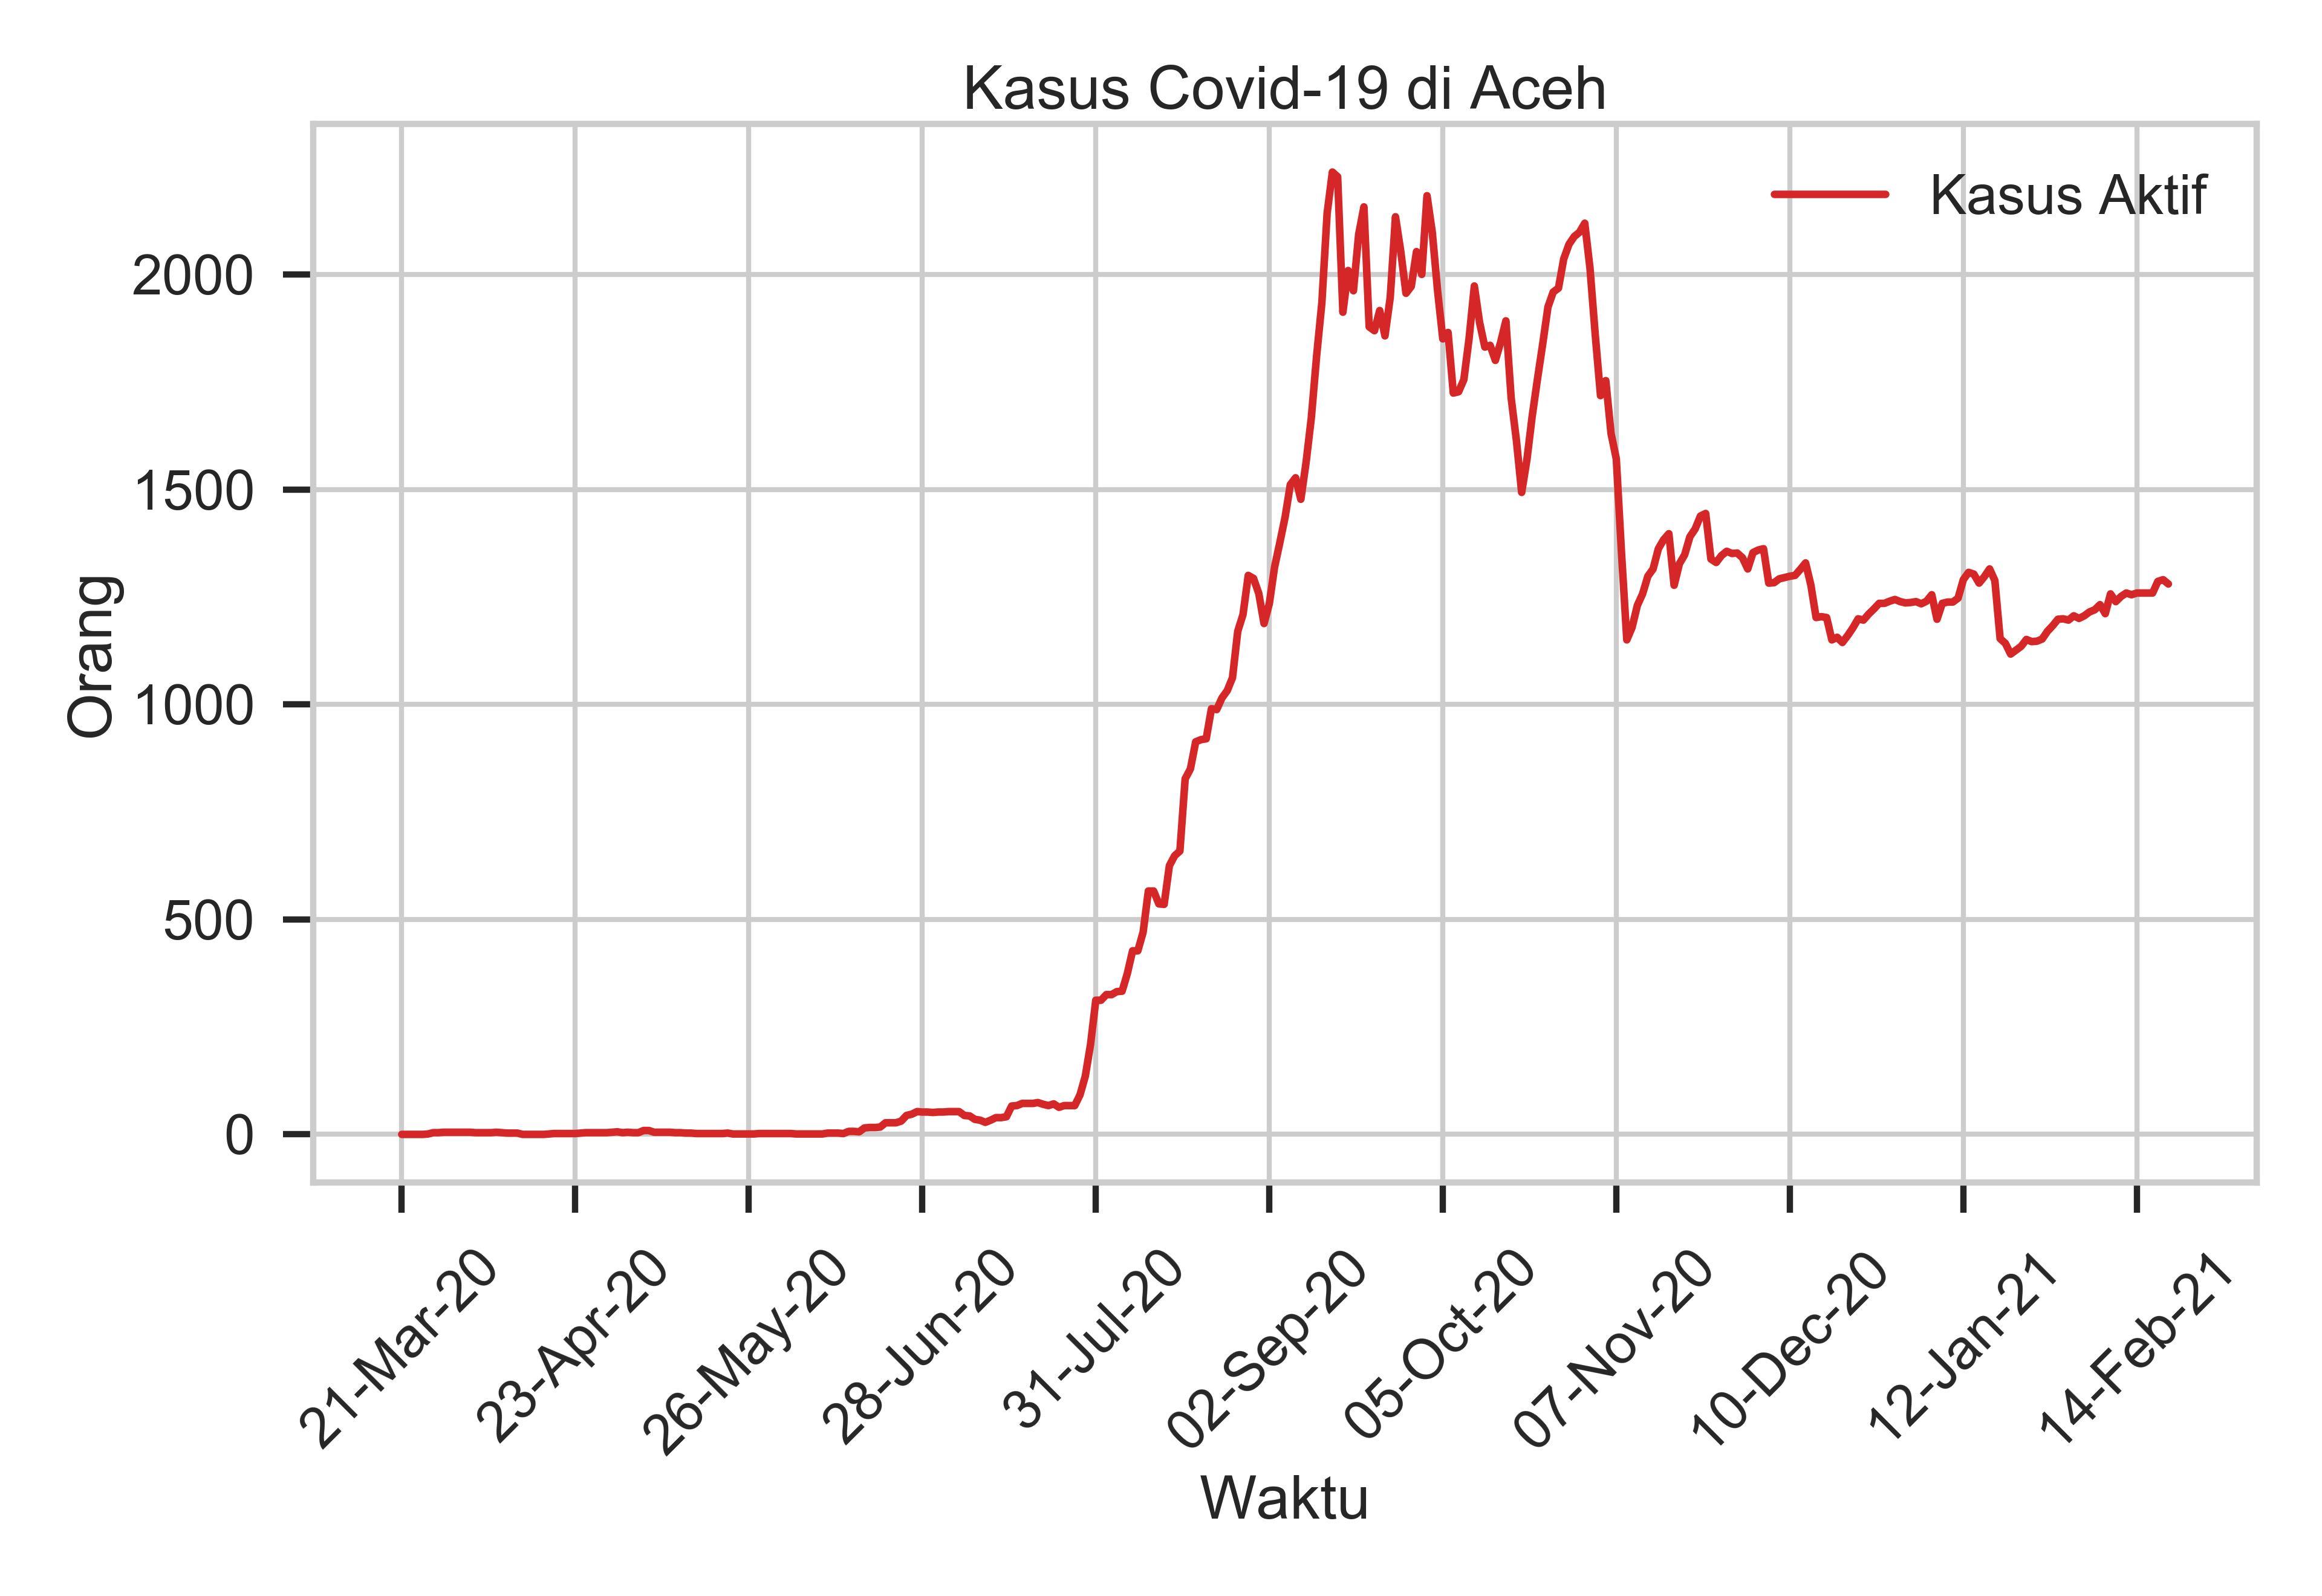 Kasus Covid-19 di Aceh
Kasus Aktif
2000
1500
1000
500
0
Orang
21-Mar-20
23-Apr-20
26-May-20
28-Jun-20
31-Jul-20
02-Sep-20
05-Oct-20
07-Nov-20
10-Dec-20
12-Jan-21
14-Feb-21
Waktu